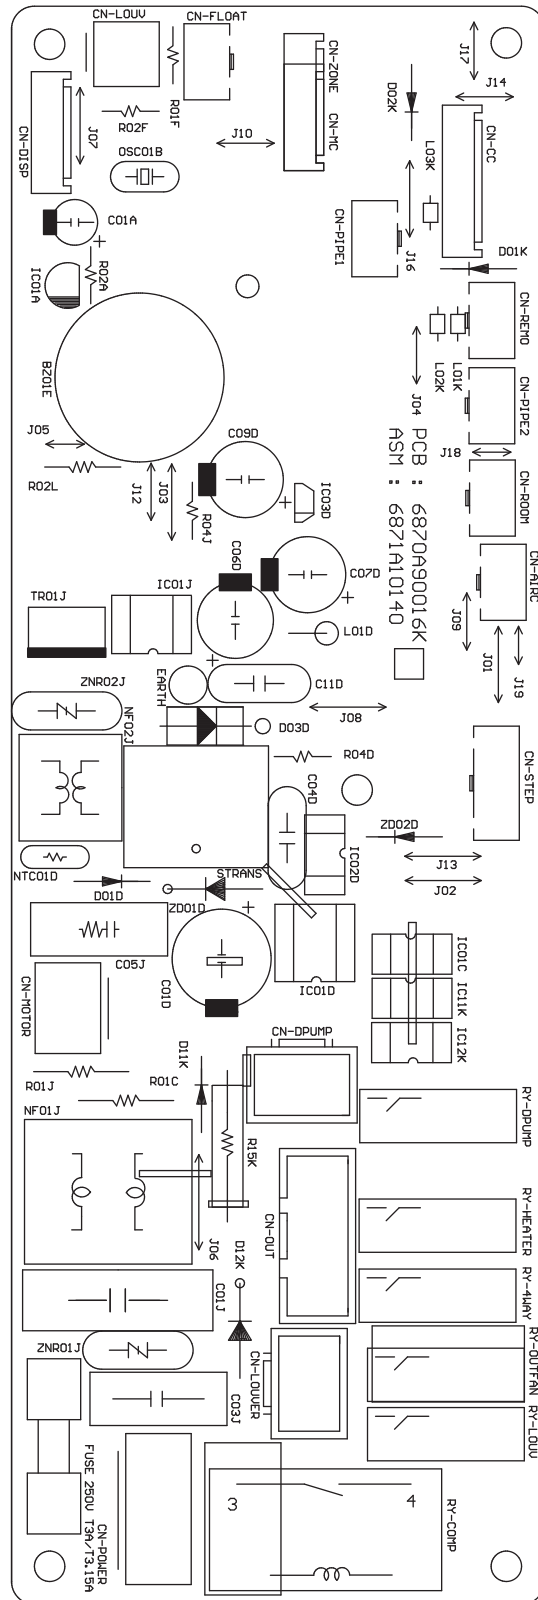 CN-LOUV
CN-FLOAT
R01F
R02F
CN-DISP
J07
OSC01B
J10
CN-ZONE
CN-MC
D02K
J17
J14
CN-CC
L03K
C01A
IC01A
R02A
CN-PIPE1
J16
D01K
CN-REMO
L02K
L01K
BZ01E
J04
CN-PIPE2
J05
R02L
J12
J03
C09D
R04J
IC03D
J18
CN-ROOM
PCB : 6870A90016K
ASM : 6871A10140
C06D
C07D
CN-AIRC
J09
TR01J
IC01J
L01D
J01
J19
ZNR02J
EARTH
C11D
J08
NF02J
D03D
R04D
C04D
CN-STEP
ZD02D
IC02D
J13
J02
NTC01D
D01D
ZD01D
STRANS
C05J
C01D
IC01D
IC01C
IC11K
IC12K
CN-MOTOR
CN-DPUMP
R01J
R01C
D11K
RY-DPUMP
NF01J
R15K
CN-OUT
RY-HEATER
J06
D12K
C01J
RY-4WAY
ZNR01J
CN-LOUVER
RY-OUTFAN
C03J
RY-LOUV
FUSE 250V T3A/T3.15A
CN-POWER
3
4
RY-COMP